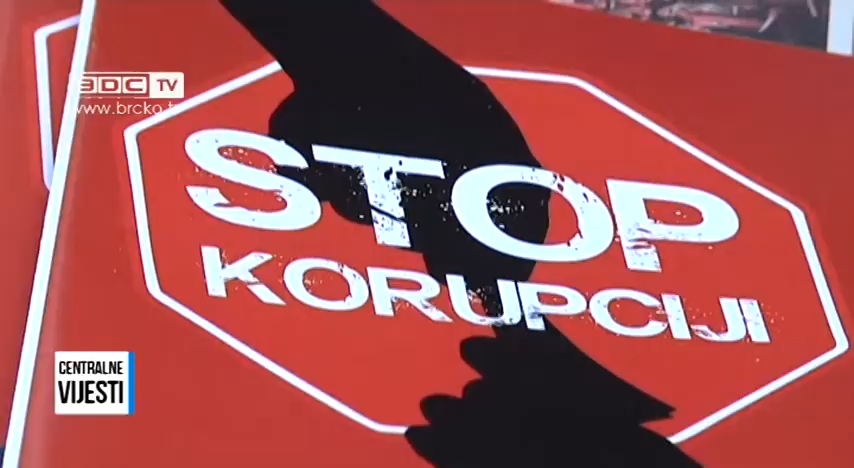 BDC TV
www.brcko.tv
STOP
KORUPCIJI
CENTRALNE
VIJESTI